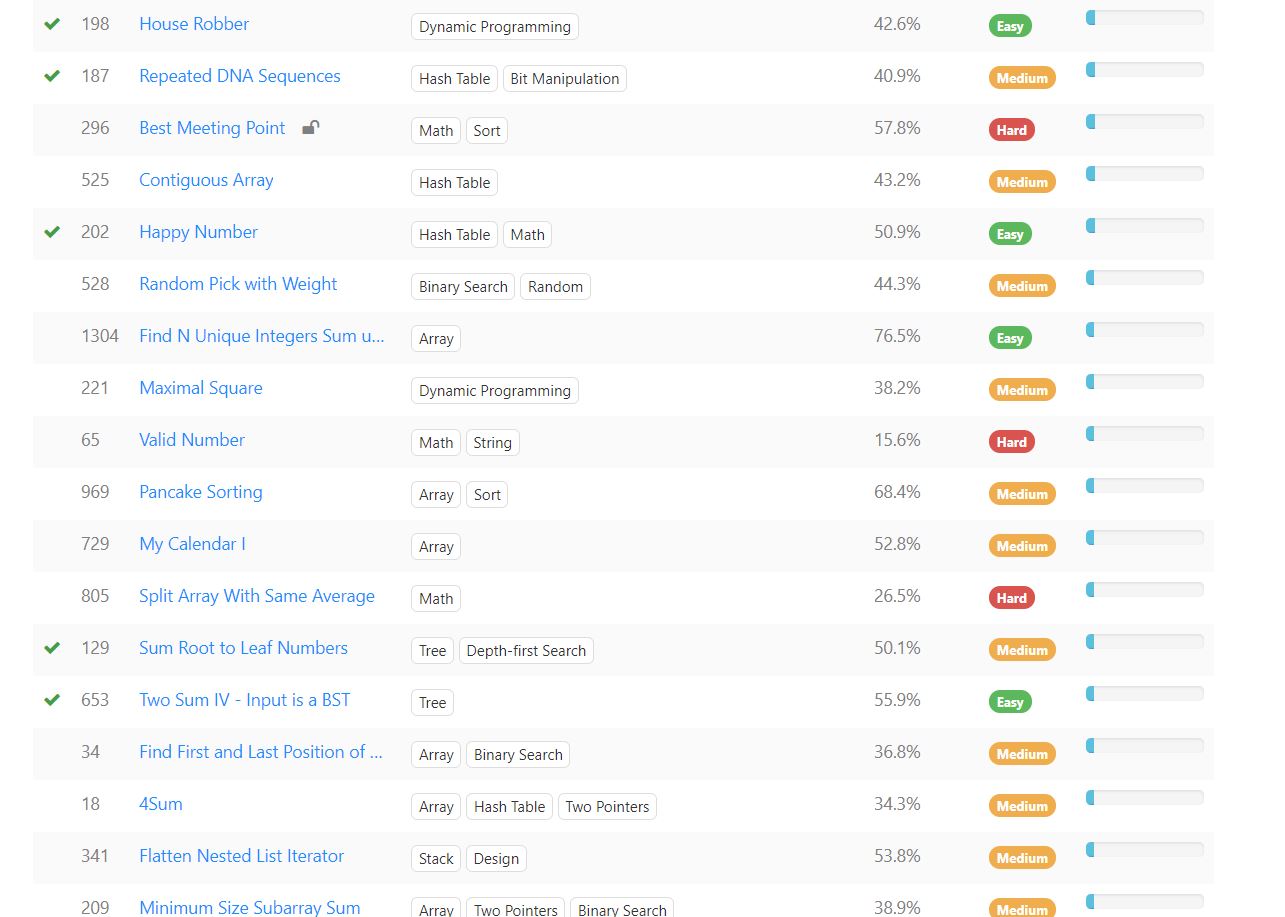 198 House Robber Dynamic Programming 42.6% Easy
187 Repeated DNA Sequences Hash Table Bit Manipulation 40.9% Medium
296 Best Meeting Point Math Sort 57.8% Hard
525 Contiguous Array Hash Table 43.2% Medium
202 Happy Number Hash Table Math 50.9% Easy
528 Random Pick with Weight Binary Search Random 44.3% Medium
1304 Find N Unique Integers Sum u... Array 76.5% Easy
221 Maximal Square Dynamic Programming 38.2% Medium
65 Valid Number Math String 15.6% Hard
969 Pancake Sorting Array Sort 68.4% Medium
729 My Calendar I Array 52.8% Medium
805 Split Array With Same Average Math 26.5% Hard
129 Sum Root to Leaf Numbers Tree Depth-first Search 50.1% Medium
653 Two Sum IV - Input is a BST Tree 55.9% Easy
34 Find First and Last Position of ... Array Binary Search 36.8% Medium
18 4Sum Array Hash Table Two Pointers 34.3% Medium
341 Flatten Nested List Iterator Stack Design 53.8% Medium
209 Minimum Size Subarray Sum Array Two Pointers Binary Search 38.9% Medium